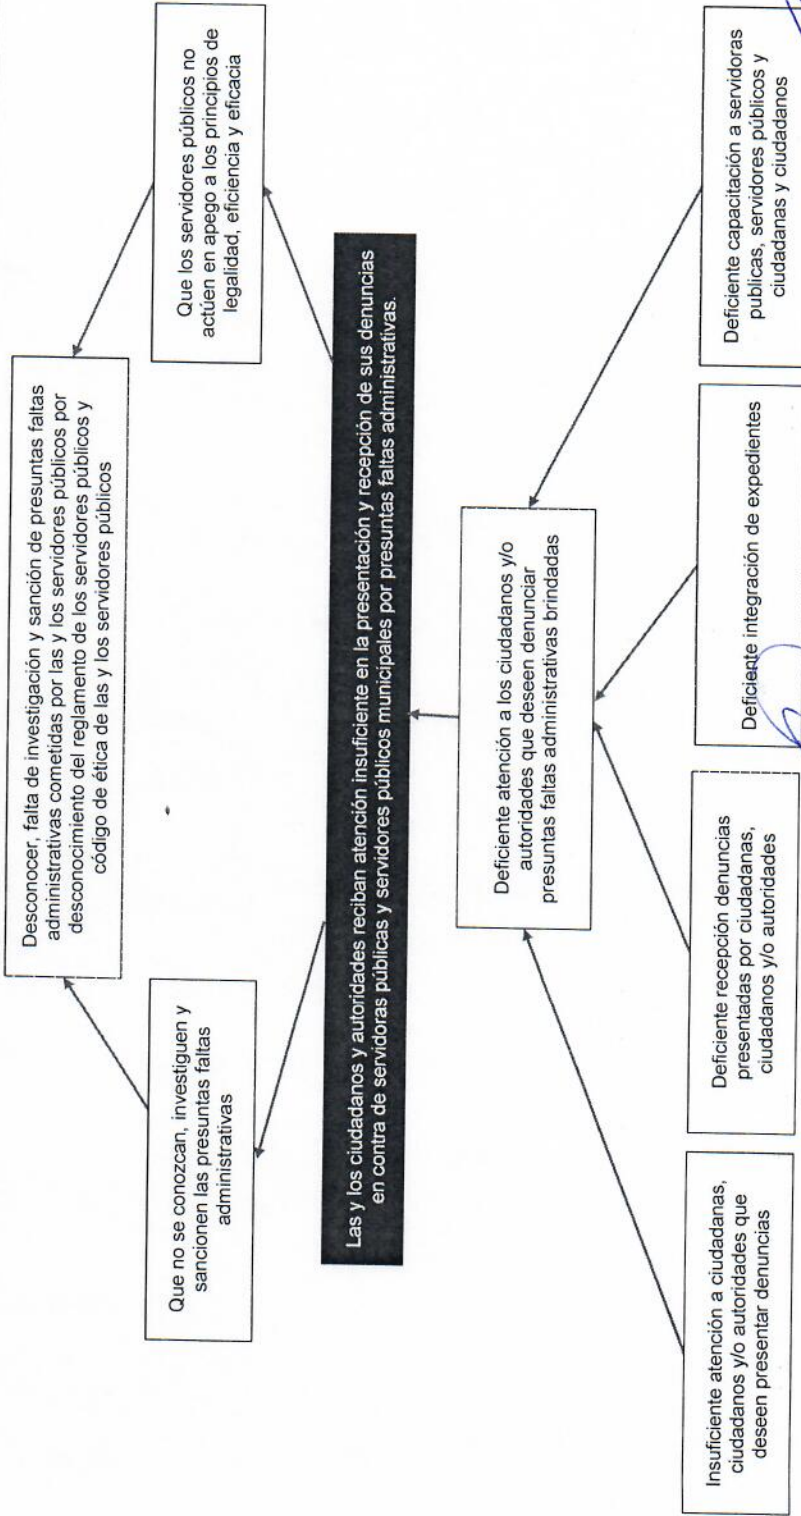 Desconocer, falta de investigación y sanción de presuntas faltas
administrativas cometidas por las y los servidores públicos por
desconocimiento del reglamento de los servidores públicos y
código de ética de las y los servidores públicos
Que no se conozcan, investiguen y
sancionen las presuntas faltas
administrativas
Que los servidores públicos no
actúen en apego a los principios de
legalidad, eficiencia y eficacia
Las y los ciudadanos y autoridades reciban atención insuficiente en la presentación y recepción de sus denuncias
en contra de servidoras públicas y servidores públicos municipales por presuntas faltas administrativas.
Deficiente atención a los ciudadanos y/o
autoridades que deseen denunciar
presuntas faltas administrativas brindadas
Insuficiente atención a ciudadanas,
ciudadanos y/o autoridades que
deseen presentar denuncias
Deficiente recepción denuncias
presentadas por ciudadanas,
ciudadanos y/o autoridades
Deficiente integración de expedientes
Deficiente capacitación a servidoras
publicas, servidores públicos y
ciudadanas y ciudadanos